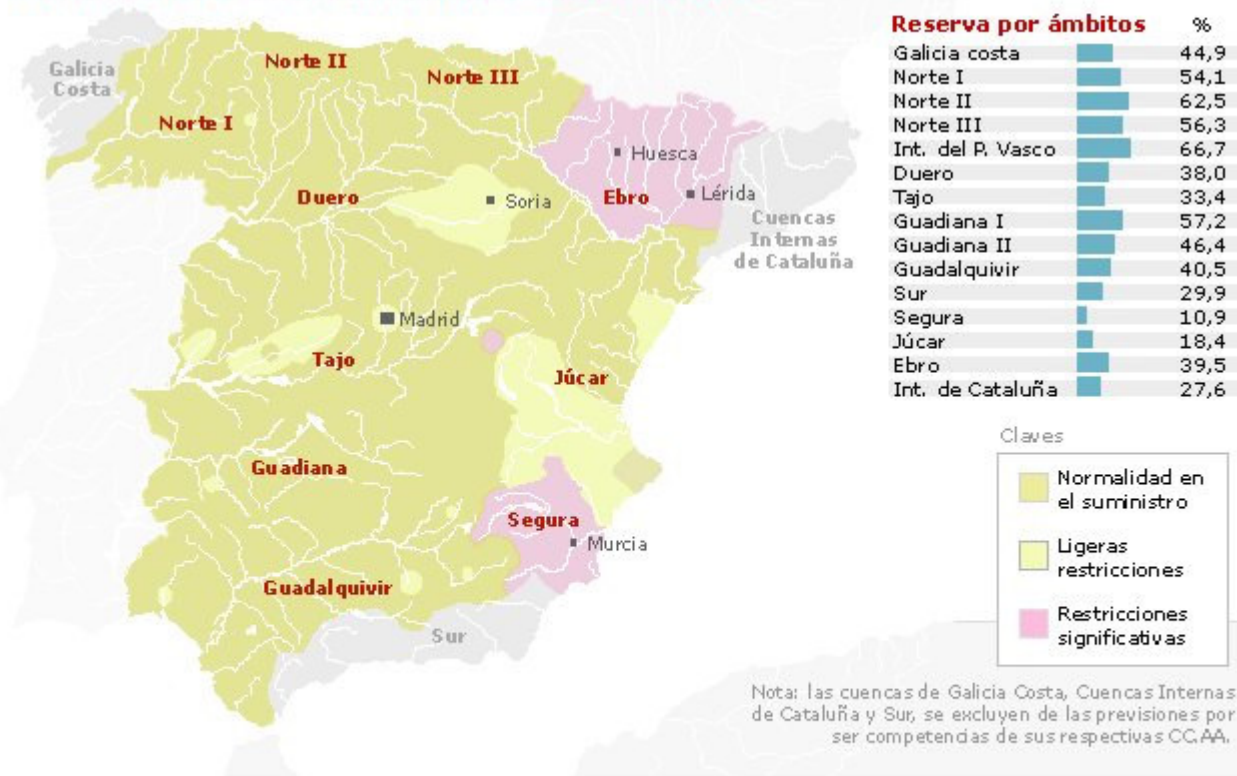 Galicia
Costa
Norte I
Norte II
Norte III
Huesca
Lérida
Ebro
Duero
Soria
Cuencas
Internas
de Cataluña
Madrid
Tajo
Júcar
Guadiana
Segura
Murcia
Guadalquivir
Sur
Reserva por ámbitos %
Galicia costa 44,9
Norte I 54,1
Norte II 62,5
Norte III 56,3
Int. del P. Vasco 66,7
Duero 38,0
Tajo 33,4
Guadiana I 57,2
Guadiana II 46,4
Guadalquivir 40,5
Sur 29,9
Segura 10,9
Júcar 18,4
Ebro 39,5
Int. de Cataluña 27,6
Claves
Normalidad en
el suministro
Ligeras
restricciones
Restricciones
significativas
Nota: las cuencas de Galicia Costa, Cuencas Internas
de Cataluña y Sur, se excluyen de las previsiones por
ser competencias de sus respectivas CC.AA.